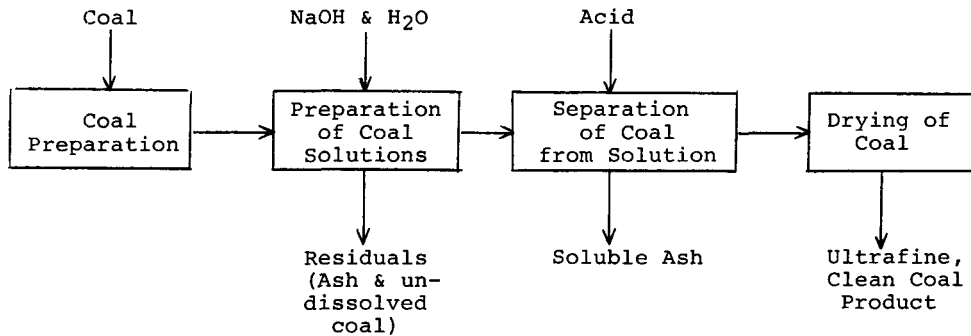 Coal
NaOH & H2O
Acid
Coal
Preparation
Preparation
of Coal
Solutions
Separation
of Coal
from Solution
Drying of
Coal
Residuals
(Ash & un-
dissolved
coal)
Soluble Ash
Ultrafine,
Clean Coal
Product